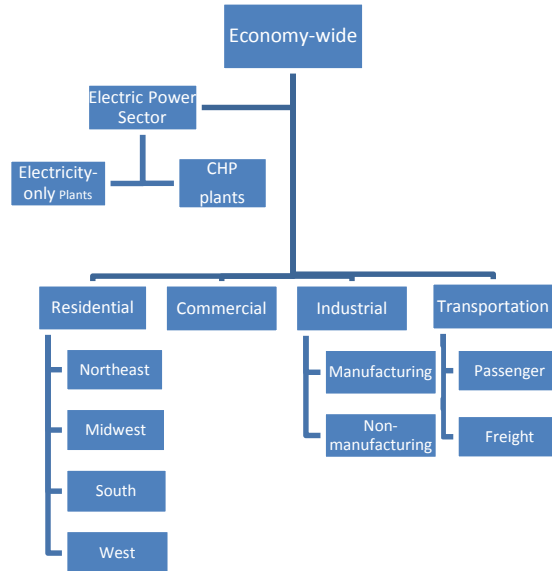 Economy-wide
Electric Power
Sector
Electricity-
only Plants
CHP
plants
Residential
Commercial
Industrial
Transportation
Northeast
Manufacturing
Passenger
Midwest
Non-
manufacturing
Freight
South
West